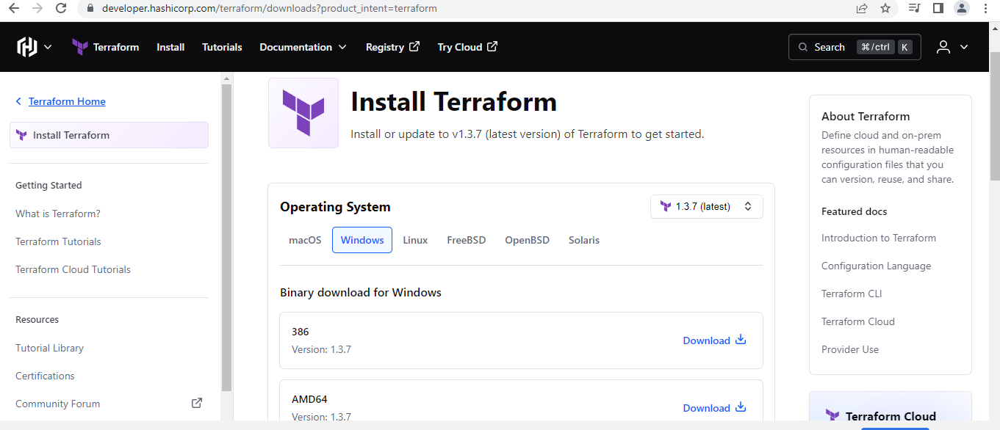 developer.hashicorp.com/terraform/downloads?product_intent=terraform
Terraform
Install
Tutorials
Documentation
Registry
Try Cloud
Search
⌘/ctrl
K
Terraform Home
Install Terraform
Getting Started
What is Terraform?
Terraform Tutorials
Terraform Cloud Tutorials
Resources
Tutorial Library
Certifications
Community Forum
Install Terraform
Install or update to v1.3.7 (latest version) of Terraform to get started.
Operating System
1.3.7 (latest)
macOS
Windows
Linux
FreeBSD
OpenBSD
Solaris
Binary download for Windows
386
Version: 1.3.7
Download
AMD64
Version: 1.3.7
Download
About Terraform
Define cloud and on-prem
resources in human-readable
configuration files that you
can version, reuse, and share.
Featured docs
Introduction to Terraform
Configuration Language
Terraform CLI
Terraform Cloud
Provider Use
Terraform Cloud